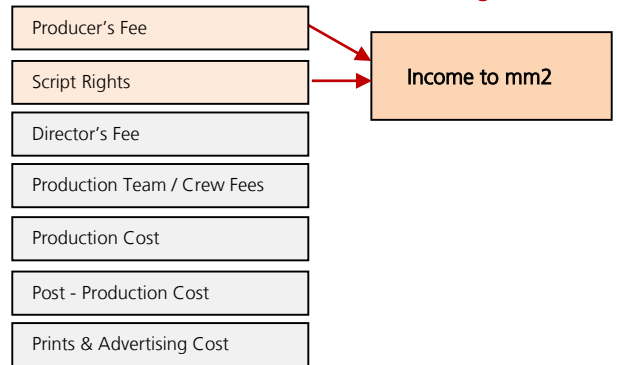 Producer's Fee
Script Rights
Income to mm2
Director's Fee
Production Team / Crew Fees
Production Cost
Post - Production Cost
Prints & Advertising Cost